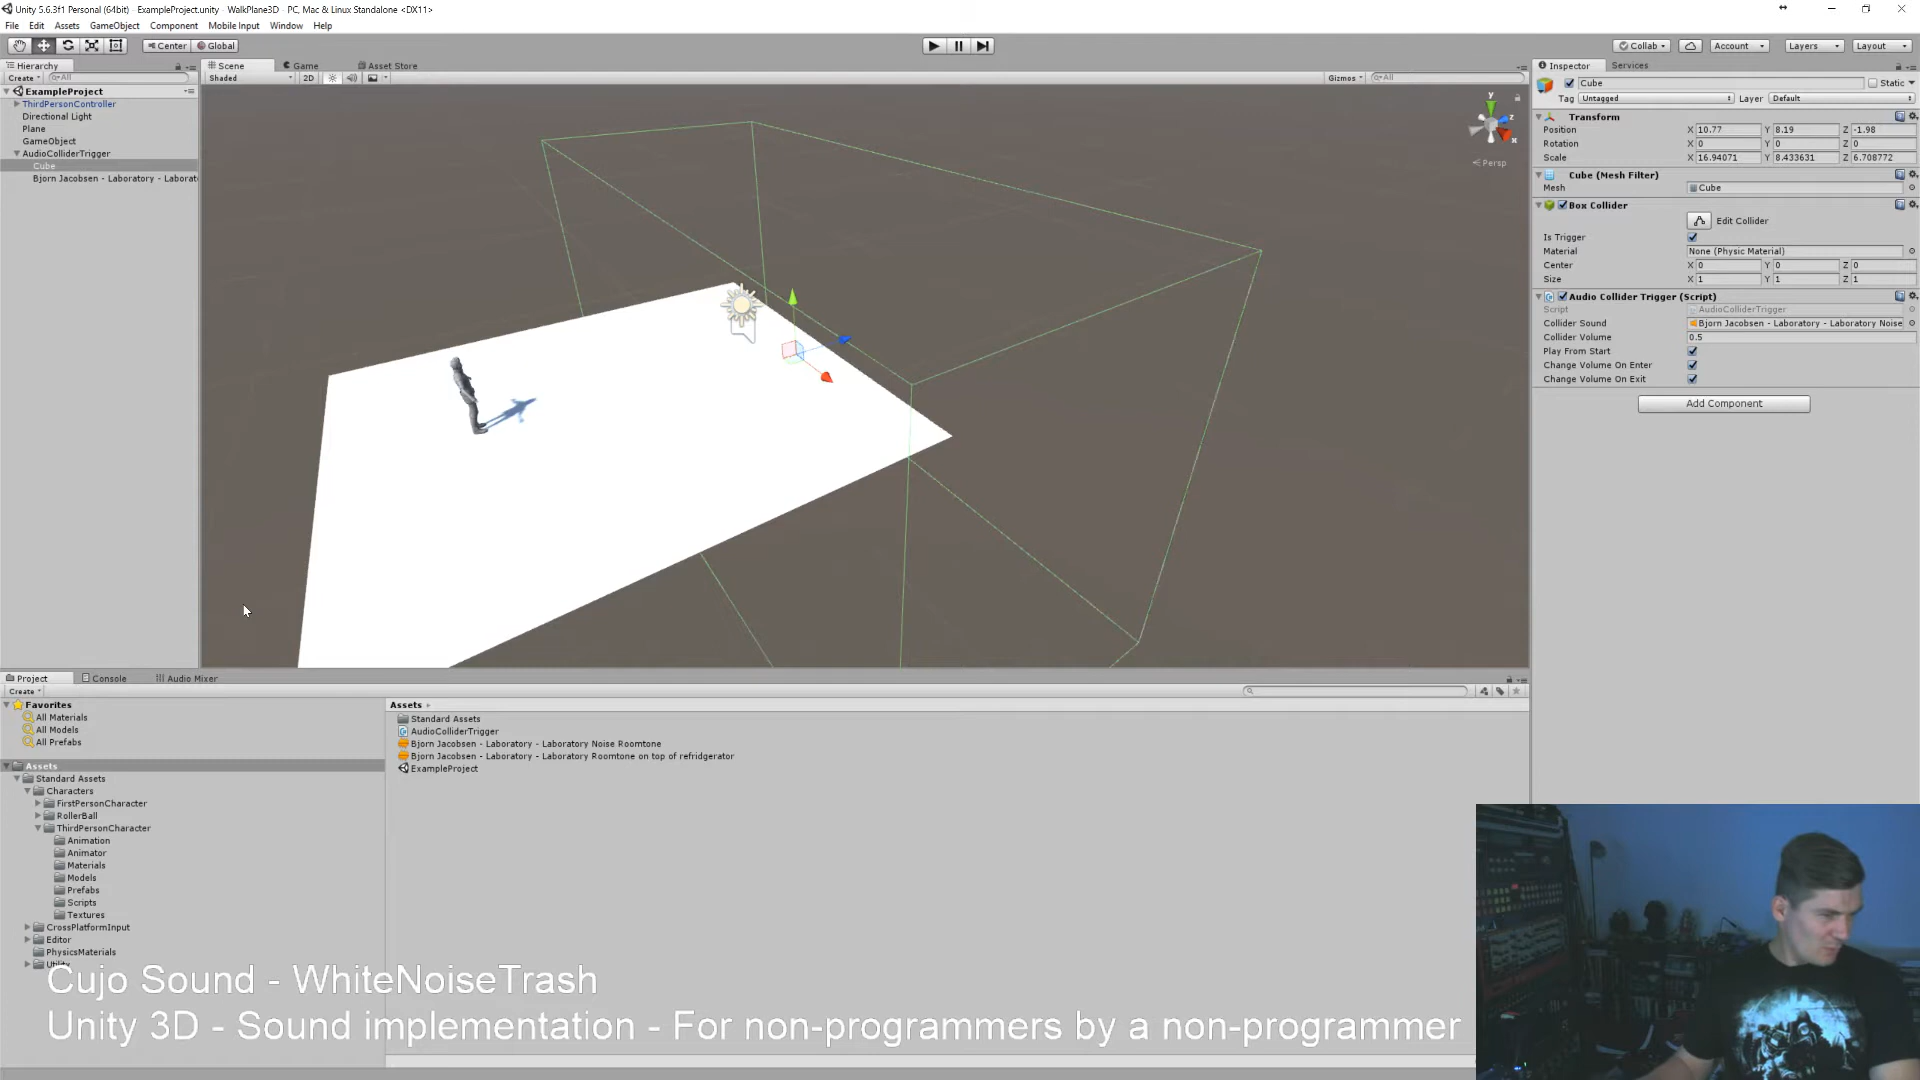 Unity 5.6.3f1 Personal (64bit) - ExampleProject.unity - WalkPlane3D - PC, Mac & Linux Standalone <DX11>
File Edit Assets GameObject Component Mobile Input Window Help
Center Global
Collab Account Layers Layout
Hierarchy
Create All
ExampleProject
ThirdPersonController
Directional Light
Plane
GameObject
AudioColliderTrigger
Cube
Bjorn Jacobsen - Laboratory - Laborat
Scene Game Asset Store
Shaded 2D Gizmos All
y
z
x
Persp
Inspector Services
Cube Static
Tag Untagged Layer Default
Transform
Position X 10.77 Y 8.19 Z -1.98
Rotation X 0 Y 0 Z 0
Scale X 16.94071 Y 8.433631 Z 6.708772
Cube (Mesh Filter)
Mesh Cube
Box Collider
Edit Collider
Is Trigger
Material None (Physic Material)
Center X 0 Y 0 Z 0
Size X 1 Y 1 Z 1
Audio Collider Trigger (Script)
Script AudioColliderTrigger
Collider Sound Bjorn Jacobsen - Laboratory - Laboratory Noise
Collider Volume 0.5
Play From Start
Change Volume On Enter
Change Volume On Exit
Add Component
Project Console Audio Mixer
Create
Favorites
All Materials
All Models
All Prefabs
Assets
Standard Assets
Characters
FirstPersonCharacter
RollerBall
ThirdPersonCharacter
Animation
Animator
Materials
Models
Prefabs
Scripts
Textures
CrossPlatformInput
Editor
PhysicsMaterials
Utility
Assets
Standard Assets
AudioColliderTrigger
Bjorn Jacobsen - Laboratory - Laboratory Noise Roomtone
Bjorn Jacobsen - Laboratory - Laboratory Roomtone on top of refridgerator
ExampleProject
Cujo Sound - WhiteNoiseTrash
Unity 3D - Sound implementation - For non-programmers by a non-programmer